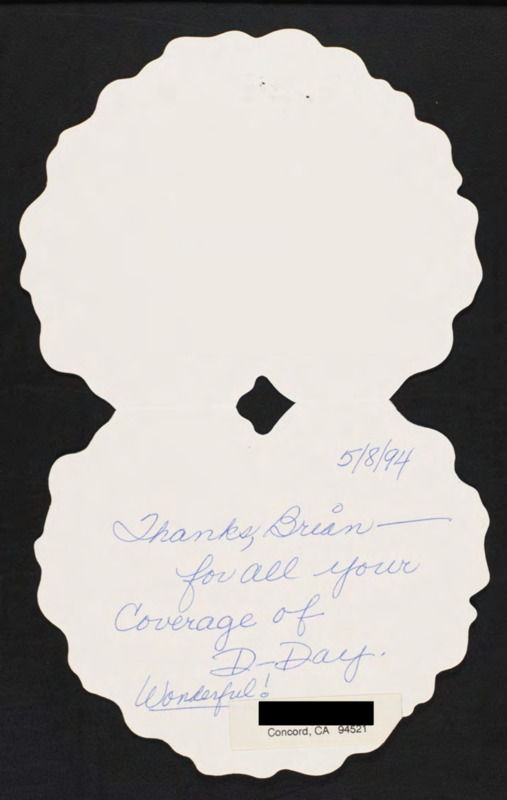 5/8/94
Thanks, Brian —
for all your
Coverage of
D-Day.
Wonderful!
Concord, CA 94521